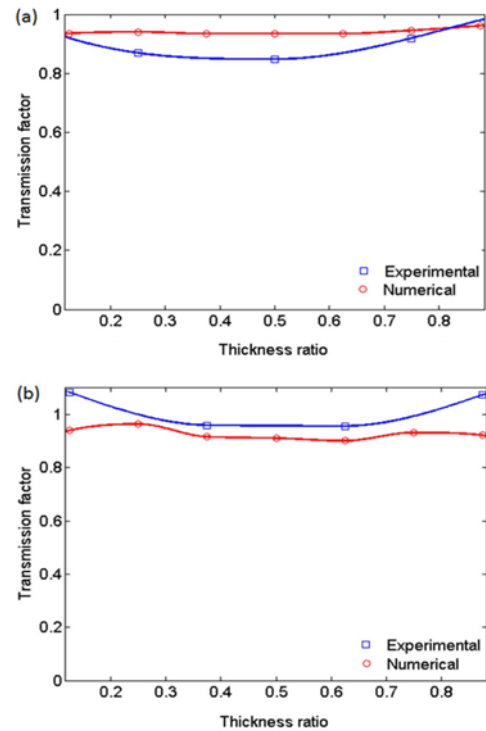 (a)
1
0.8
0.6
0.4
0.2
0
Transmission factor
Experimental
Numerical
0.2 0.3 0.4 0.5 0.6 0.7 0.8
Thickness ratio
(b)
1
0.8
0.6
0.4
0.2
0
Transmission factor
Experimental
Numerical
0.2 0.3 0.4 0.5 0.6 0.7 0.8
Thickness ratio